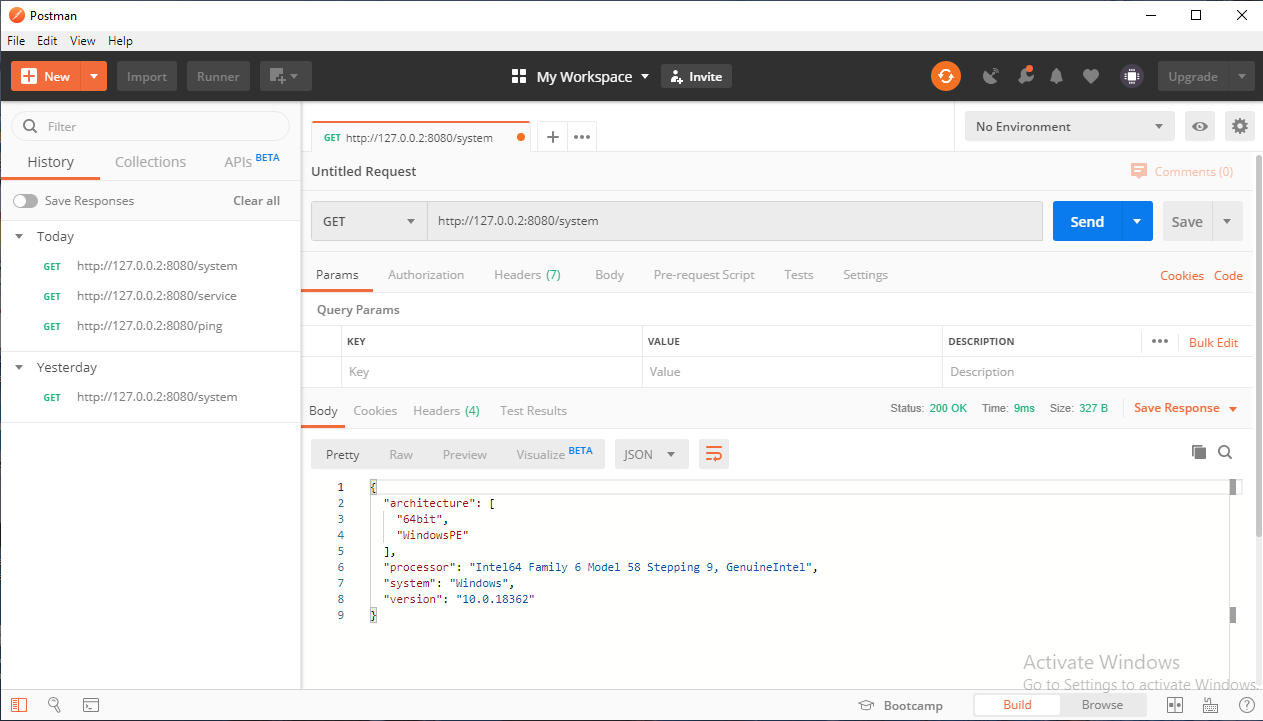 Postman
File Edit View Help
New Import Runner My Workspace Invite Upgrade
Filter
History Collections APIs BETA
Save Responses Clear all
Today
GET http://127.0.0.2:8080/system
GET http://127.0.0.2:8080/service
GET http://127.0.0.2:8080/ping
Yesterday
GET http://127.0.0.2:8080/system
GET http://127.0.0.2:8080/system
No Environment
Untitled Request
Comments (0)
GET http://127.0.0.2:8080/system Send Save
Params Authorization Headers (7) Body Pre-request Script Tests Settings Cookies Code
Query Params
KEY VALUE DESCRIPTION Bulk Edit
Key Value Description
Body Cookies Headers (4) Test Results Status: 200 OK Time: 9ms Size: 327 B Save Response
Pretty Raw Preview Visualize BETA JSON
1 {
2 "architecture": [
3 "64bit",
4 "WindowsPE"
5 ],
6 "processor": "Intel64 Family 6 Model 58 Stepping 9, GenuineIntel",
7 "system": "Windows",
8 "version": "10.0.18362"
9 }
Activate Windows
Go to Settings to activate Windows.
Bootcamp Build Browse